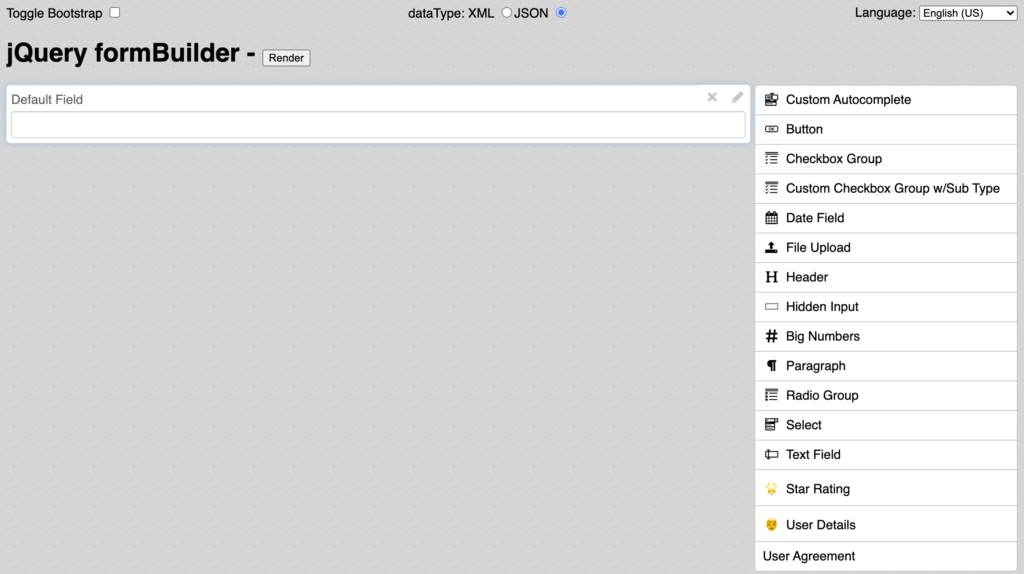 Toggle Bootstrap
dataType: XML JSON
Language: English (US)
jQuery formBuilder - Render
Default Field
Custom Autocomplete
Button
Checkbox Group
Custom Checkbox Group w/Sub Type
Date Field
File Upload
Header
Hidden Input
Big Numbers
Paragraph
Radio Group
Select
Text Field
Star Rating
User Details
User Agreement